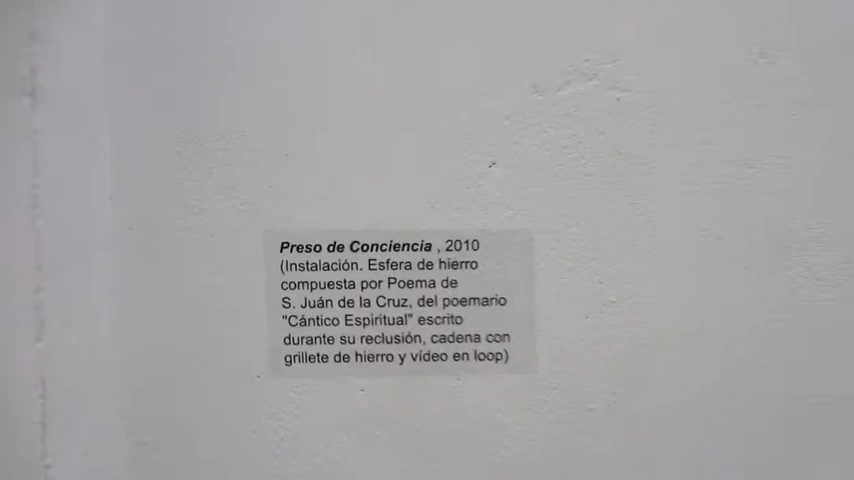 Preso de Conciencia , 2010
(Instalación. Esfera de hierro
compuesta por Poema de
S. Juán de la Cruz, del poemario
"Cántico Espiritual" escrito
durante su reclusión, cadena con
grillete de hierro y vídeo en loop)